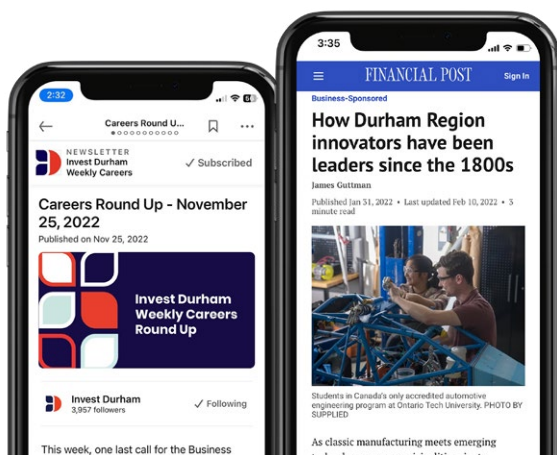 2:32
Careers Round U...
NEWSLETTER
Invest Durham
Weekly Careers
✓ Subscribed
Careers Round Up - November
25, 2022
Published on Nov 25, 2022
Invest Durham
Weekly Careers
Round Up
Invest Durham
3,957 followers
✓ Following
This week, one last call for the Business
3:35
FINANCIAL POST
Sign In
Business-Sponsored
How Durham Region
innovators have been
leaders since the 1800s
James Guttman
Published Jan 31, 2022 • Last updated Feb 10, 2022 • 3
minute read
Students in Canada's only accredited automotive
engineering program at Ontario Tech University. PHOTO BY
SUPPLIED
As classic manufacturing meets emerging